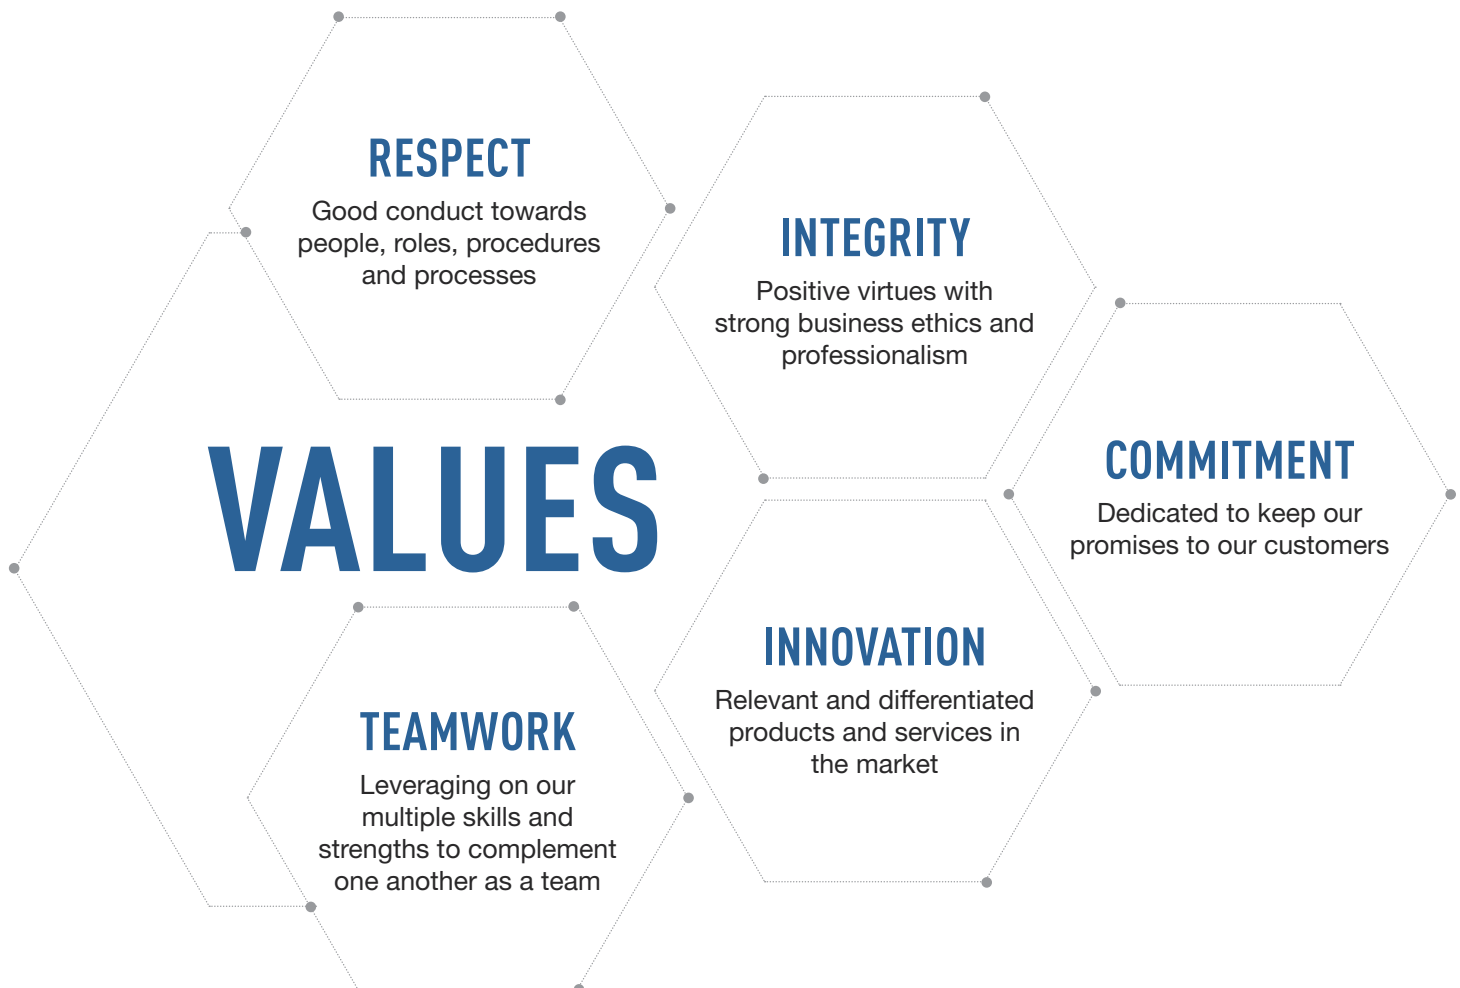 RESPECT
Good conduct towards
people, roles, procedures
and processes
INTEGRITY
Positive virtues with
strong business ethics and
professionalism
COMMITMENT
Dedicated to keep our
promises to our customers
VALUES
INNOVATION
Relevant and differentiated
products and services in
the market
TEAMWORK
Leveraging on our
multiple skills and
strengths to complement
one another as a team